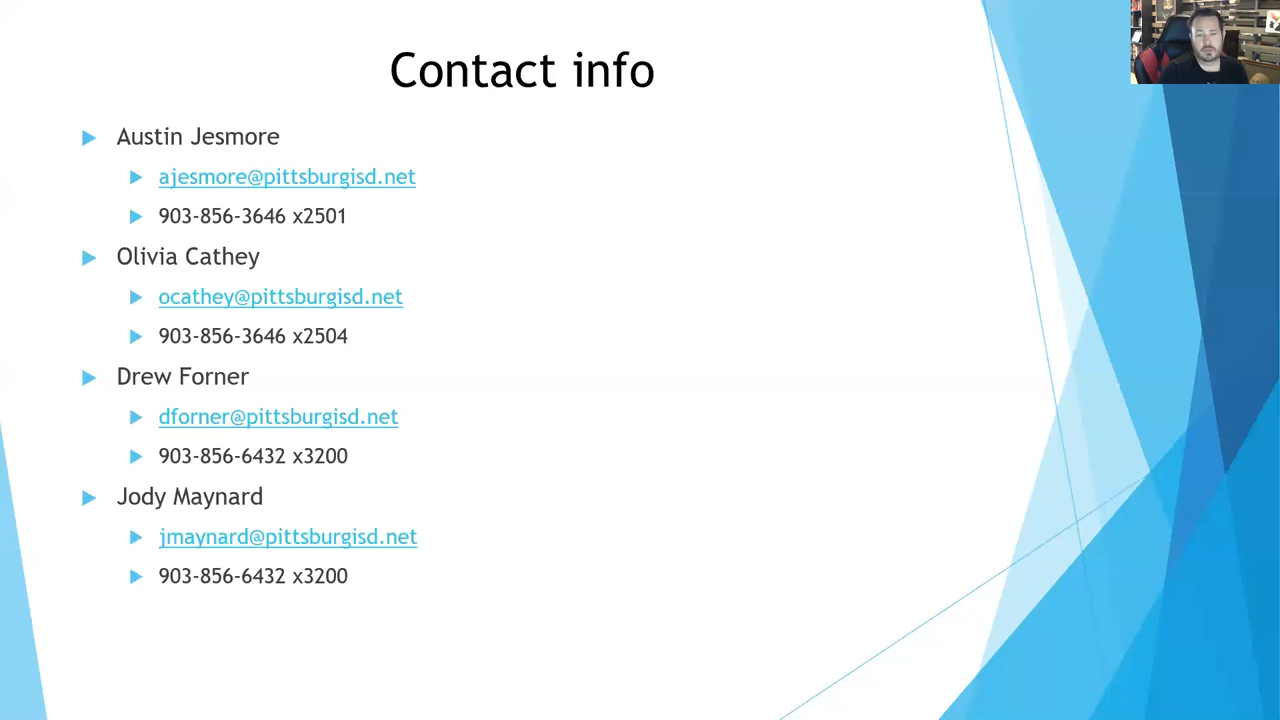 Contact info
Austin Jesmore
ajesmore@pittsburgisd.net
903-856-3646 x2501
Olivia Cathey
ocathey@pittsburgisd.net
903-856-3646 x2504
Drew Forner
dforner@pittsburgisd.net
903-856-6432 x3200
Jody Maynard
jmaynard@pittsburgisd.net
903-856-6432 x3200